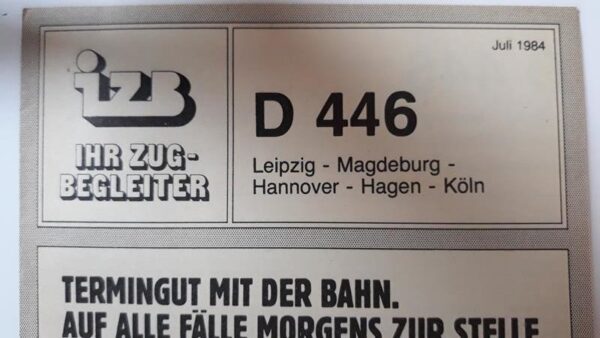 Juli 1984
izb
IHR ZUG-
BEGLEITER
D 446
Leipzig - Magdeburg -
Hannover - Hagen - Köln
TERMINGUT MIT DER BAHN.
AUF ALLE FÄLLE MORGENS ZUR STELLE